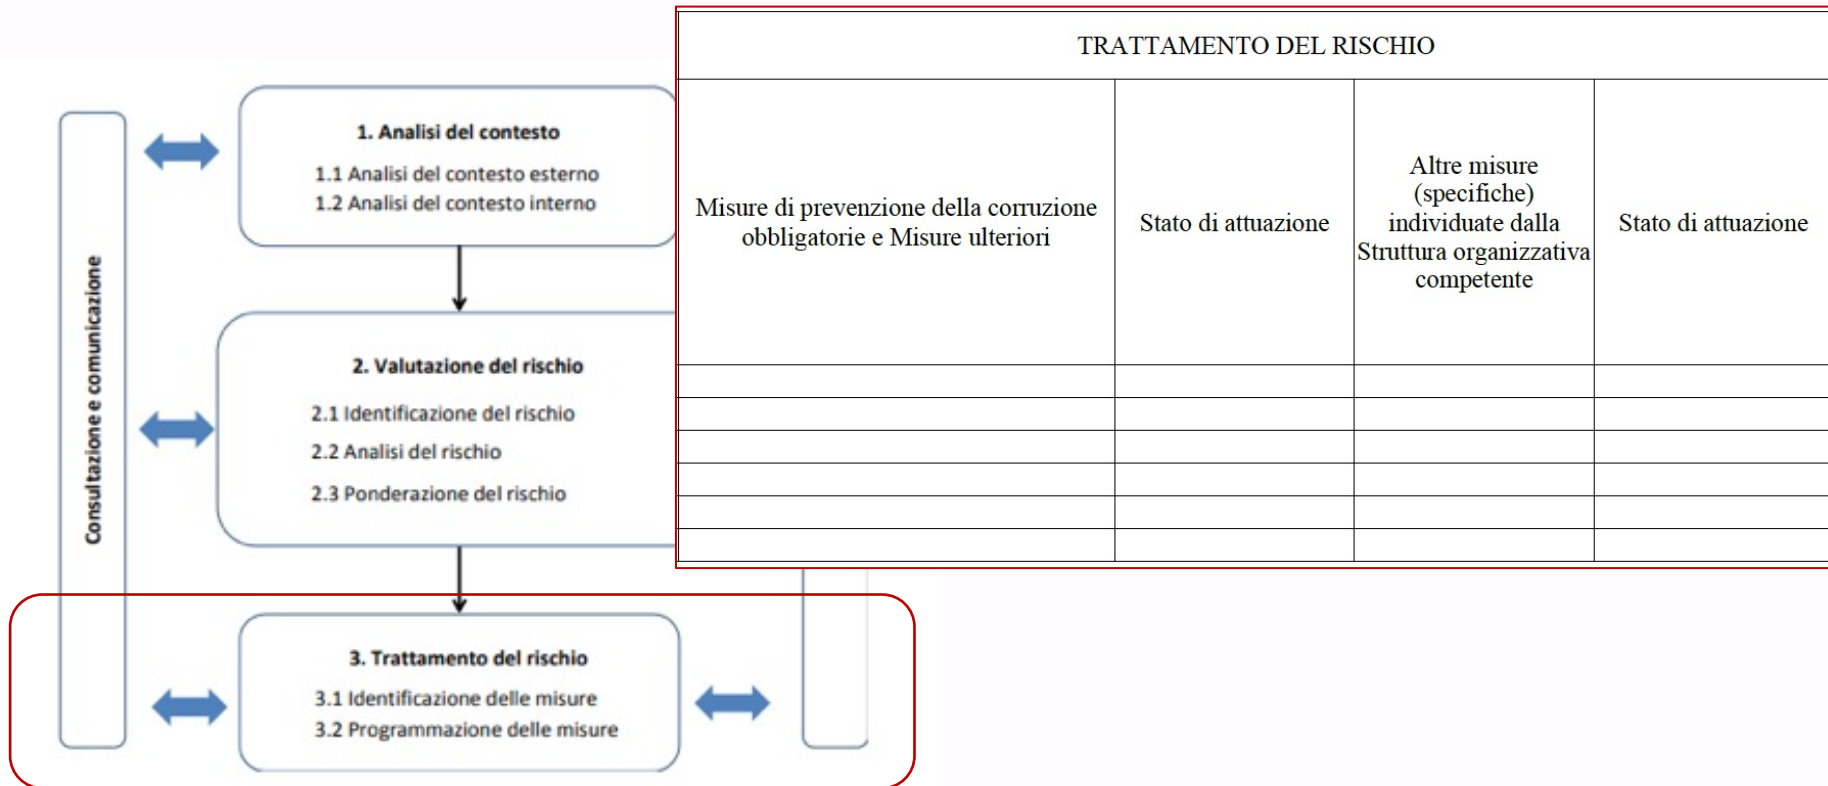 Consultazione e comunicazione
1. Analisi del contesto
1.1 Analisi del contesto esterno
1.2 Analisi del contesto interno
2. Valutazione del rischio
2.1 Identificazione del rischio
2.2 Analisi del rischio
2.3 Ponderazione del rischio
3. Trattamento del rischio
3.1 Identificazione delle misure
3.2 Programmazione delle misure
TRATTAMENTO DEL RISCHIO
Misure di prevenzione della corruzione
obbligatorie e Misure ulteriori
Stato di attuazione
Altre misure
(specifiche)
individuate dalla
Struttura organizzativa
competente
Stato di attuazione